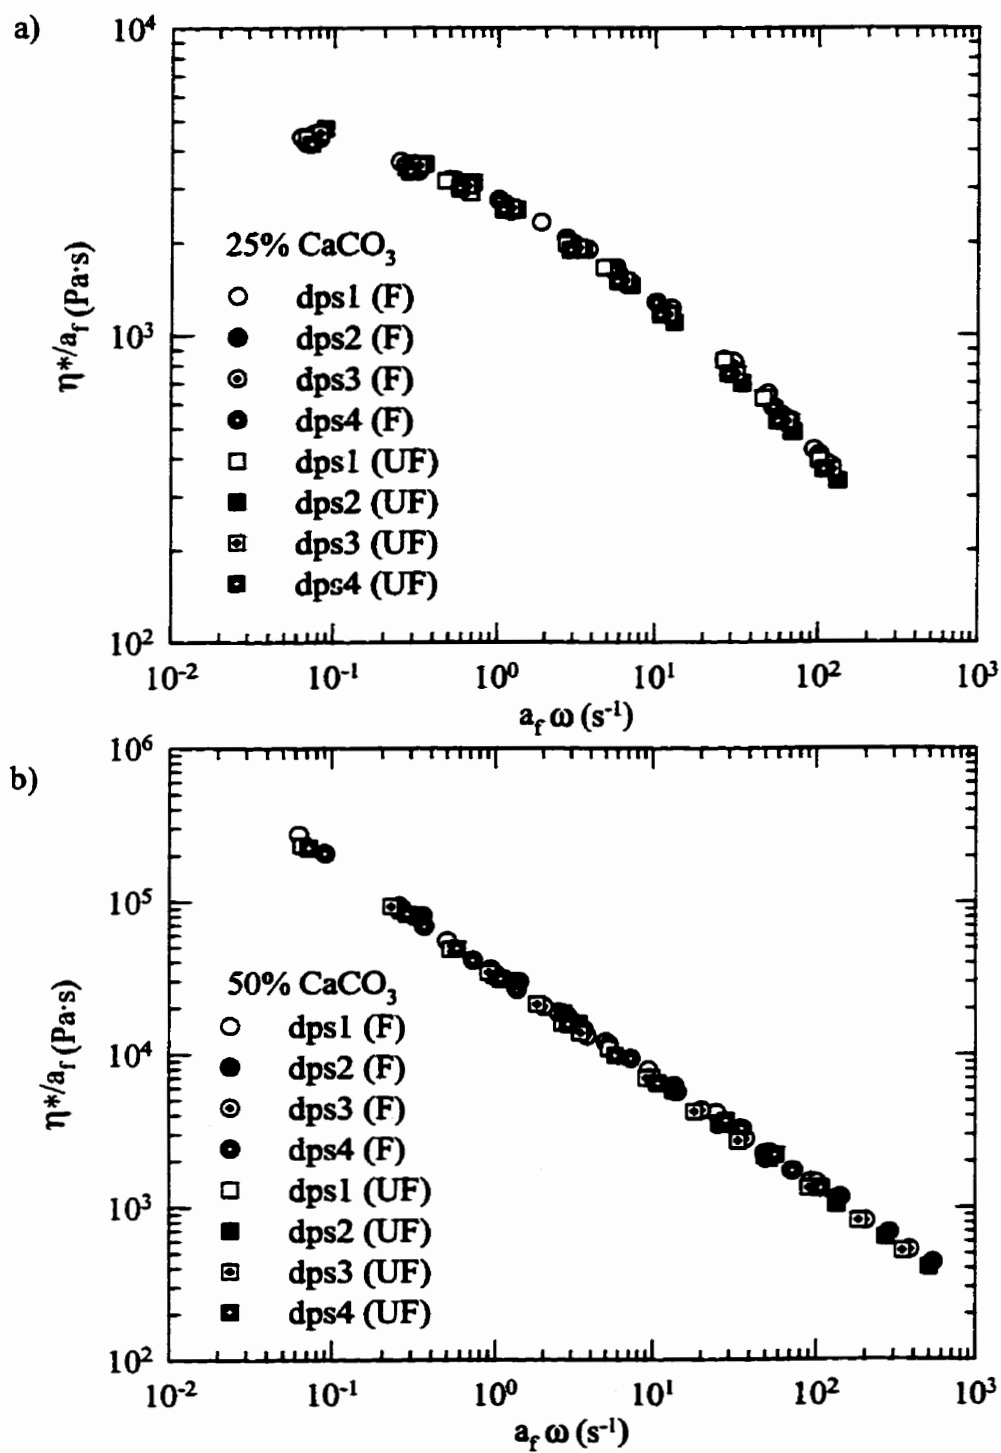 a)
10⁴
10³
10²
η*/a_f (Pa·s)
25% CaCO₃
dps1 (F)
dps2 (F)
dps3 (F)
dps4 (F)
dps1 (UF)
dps2 (UF)
dps3 (UF)
dps4 (UF)
10⁻² 10⁻¹ 10⁰ 10¹ 10² 10³
a_f ω (s⁻¹)
b)
10⁶
10⁵
10⁴
10³
10²
η*/a_f (Pa·s)
50% CaCO₃
dps1 (F)
dps2 (F)
dps3 (F)
dps4 (F)
dps1 (UF)
dps2 (UF)
dps3 (UF)
dps4 (UF)
10⁻² 10⁻¹ 10⁰ 10¹ 10² 10³
a_f ω (s⁻¹)